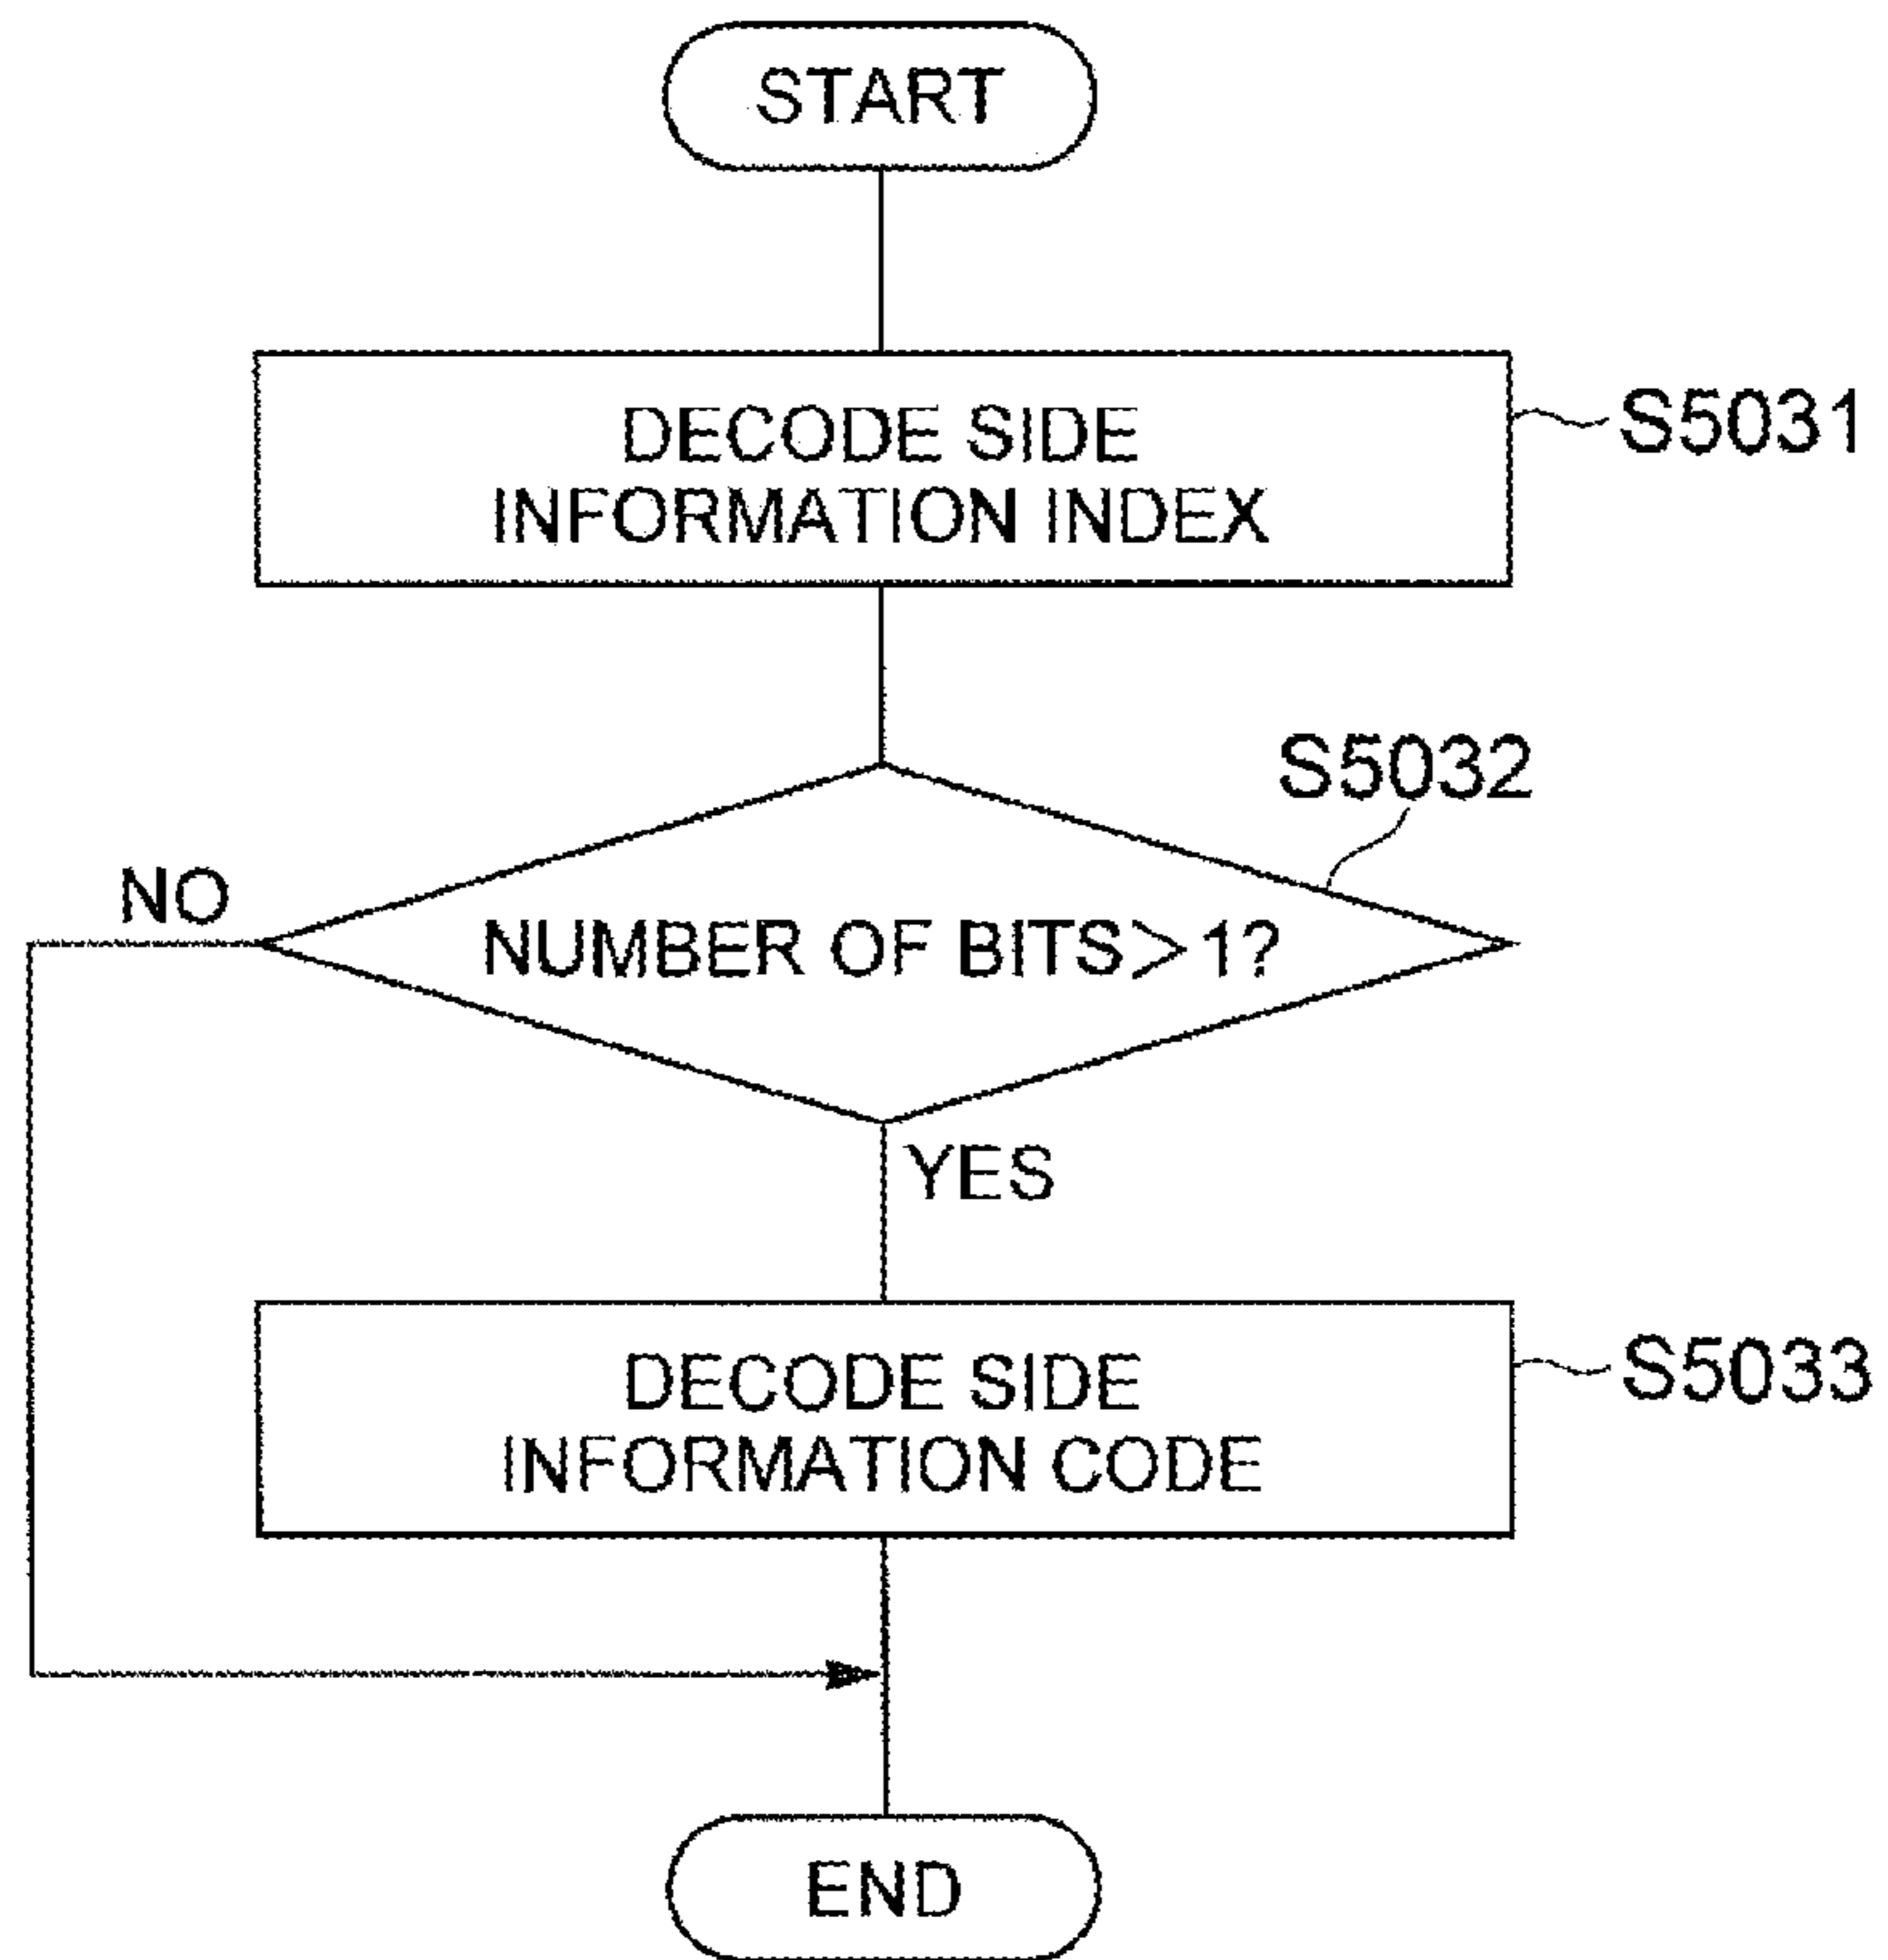 START
DECODE SIDE
INFORMATION INDEX
S5031
S5032
NO
NUMBER OF BITS>1?
YES
DECODE SIDE
INFORMATION CODE
S5033
END